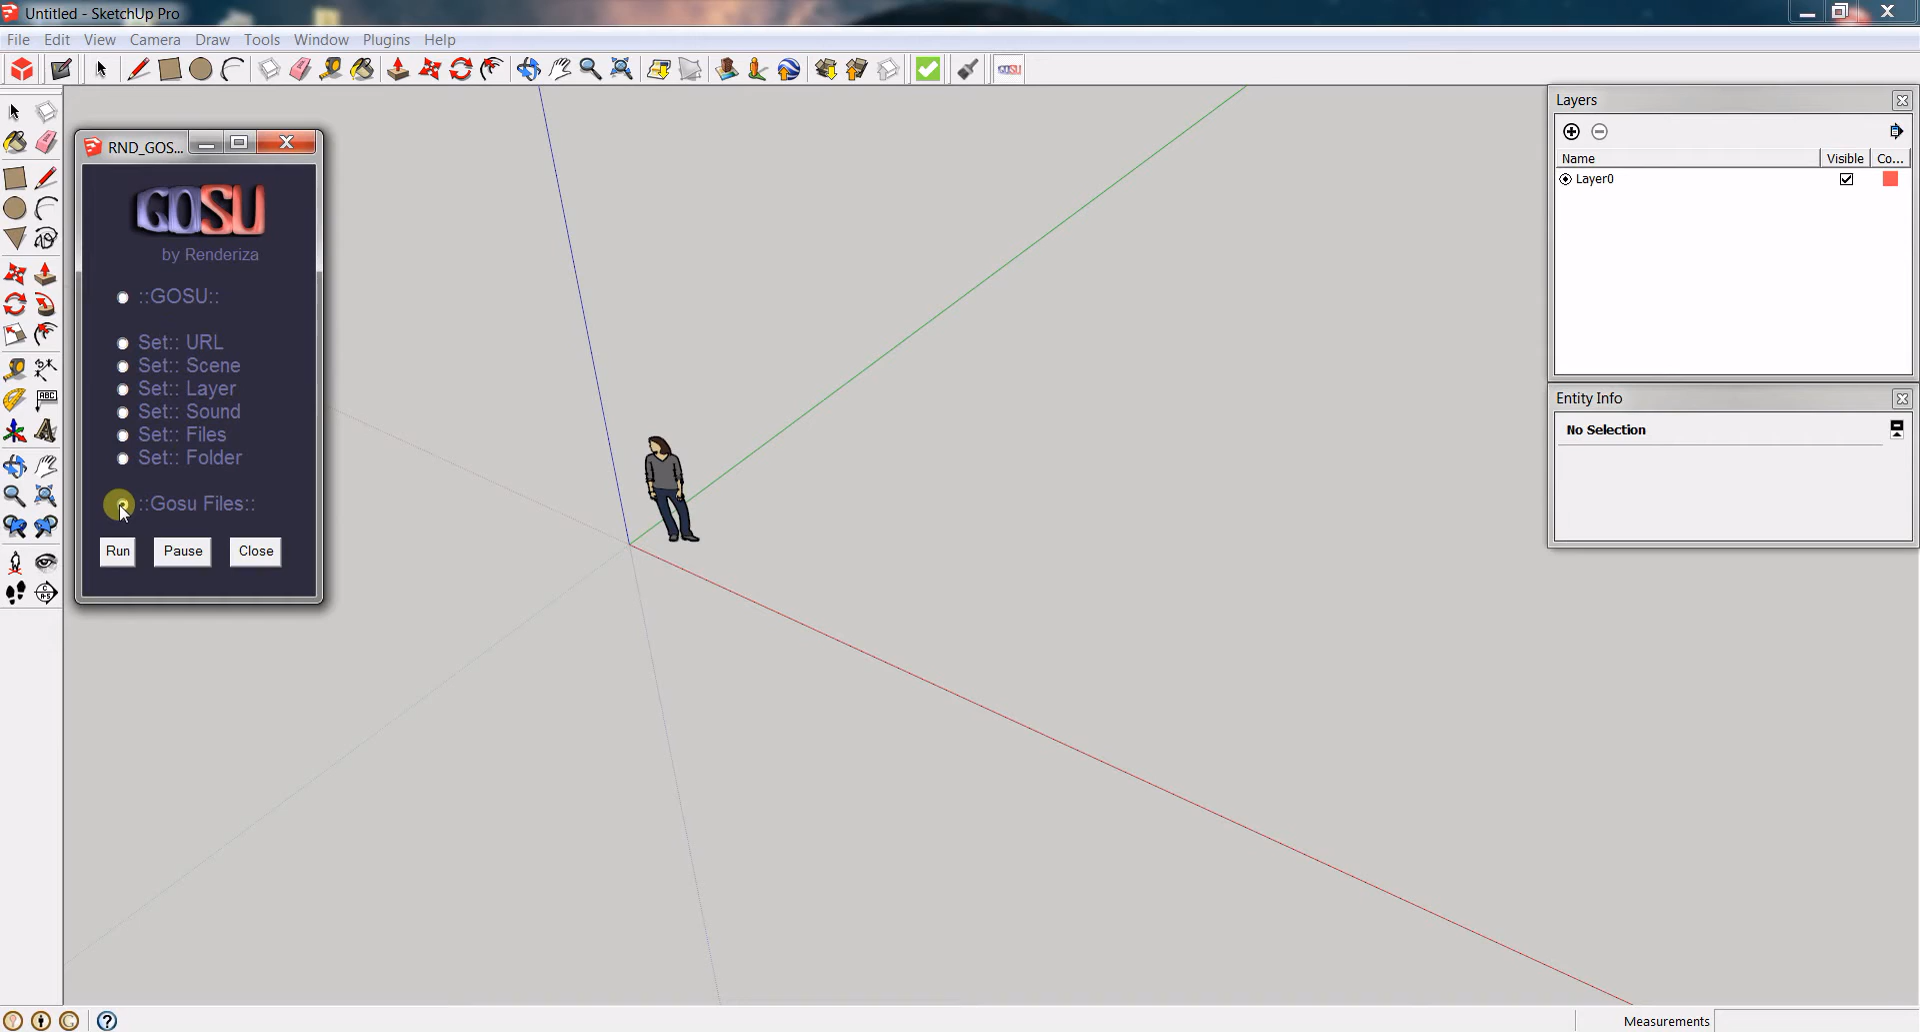 Untitled - SketchUp Pro
File Edit View Camera Draw Tools Window Plugins Help
GOSU
RND_GOS...
GOSU
by Renderiza
::GOSU::
Set:: URL
Set:: Scene
Set:: Layer
Set:: Sound
Set:: Files
Set:: Folder
::Gosu Files::
Run Pause Close
ABC
A
Layers
Name Visible Co...
Layer0
Entity Info
No Selection
Measurements